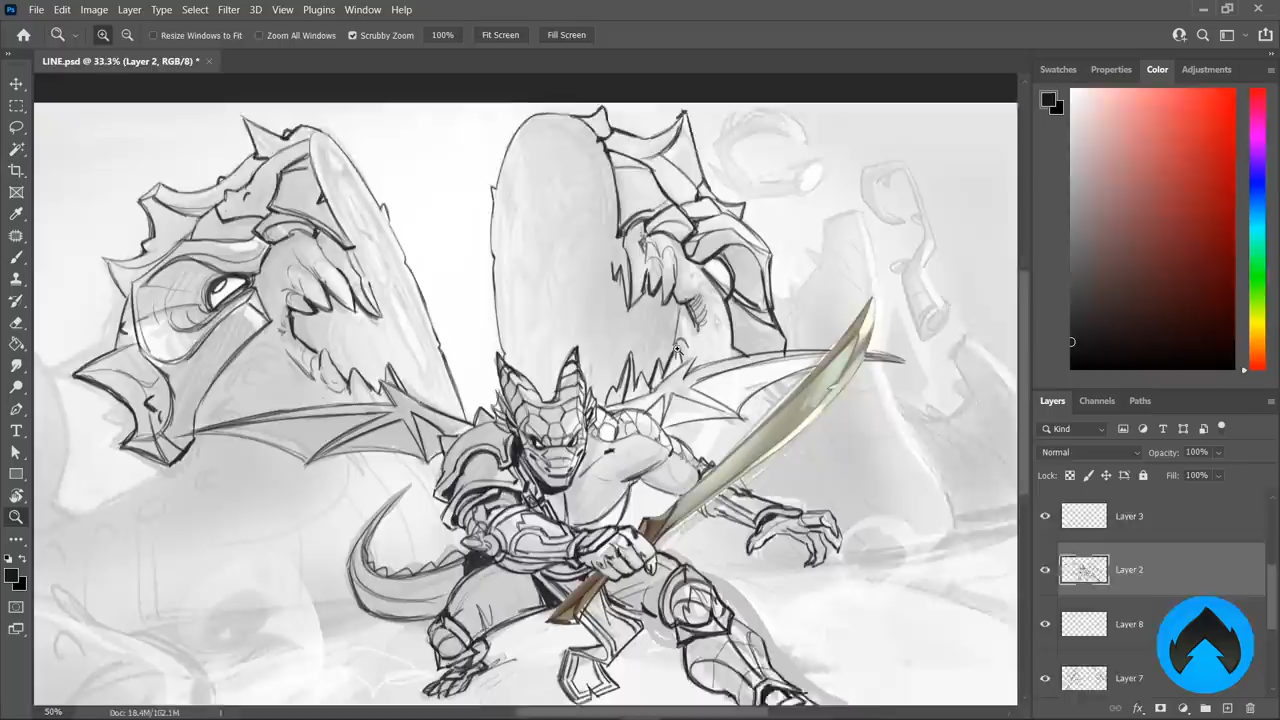 Ps File Edit Image Layer Type Select Filter 3D View Plugins Window Help
Resize Windows to Fit Zoom All Windows Scrubby Zoom 100% Fit Screen Fill Screen
LINE.psd @ 33.3% (Layer 2, RGB/8) * ×
Swatches Properties Color Adjustments
Layers Channels Paths
Kind
Normal Opacity: 100%
Lock: Fill: 100%
Layer 3
Layer 2
Layer 8
Layer 7
fx
50%